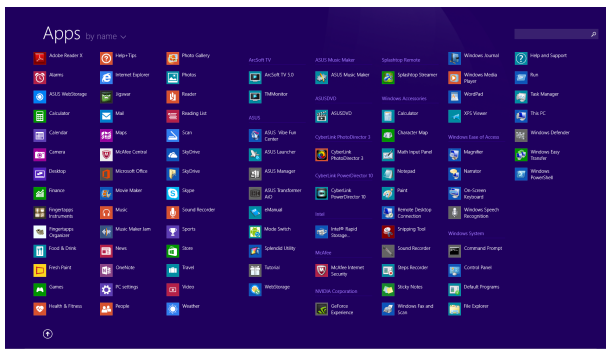 Apps by name
Adobe Reader X
Alarms
ASUS WebStorage
Calculator
Calendar
Camera
Desktop
Finance
Fingertapps
Instruments
Fingertapps
Organizer
Food & Drink
Fresh Paint
Games
Health & Fitness
Help+Tips
Internet Explorer
Jigswar
Mail
Maps
McAfee Central
Microsoft Office
Movie Maker
Music
Music Maker Jam
News
OneNote
PC settings
People
Photo Gallery
Photos
Reader
Reading List
Scan
SkyDrive
SkyDrive
Skype
Sound Recorder
Sports
Store
Travel
Video
Weather
ArcSoft TV
ArcSoft TV 5.0
TMMonitor
ASUS
ASUS Vibe Fun
Center
ASUS Launcher
ASUS Manager
ASUS Transformer
AiO
eManual
Mode Switch
Splendid Utility
Tutorial
WebStorage
ASUS Music Maker
ASUS Music Maker
ASUSDVD
ASUSDVD
CyberLink PhotoDirector 3
CyberLink
PhotoDirector 3
CyberLink PowerDirector 10
CyberLink
PowerDirector 10
Intel
Intel® Rapid
Storage...
McAfee
McAfee Internet
Security
NVIDIA Corporation
GeForce
Experience
Splashtop Remote
Splashtop Streamer
Windows Accessories
Calculator
Character Map
Math Input Panel
Notepad
Paint
Remote Desktop
Connection
Snipping Tool
Sound Recorder
Steps Recorder
Sticky Notes
Windows Fax and
Scan
Windows Journal
Windows Media
Player
WordPad
XPS Viewer
Windows Ease of Access
Magnifier
Narrator
On-Screen
Keyboard
Windows Speech
Recognition
Windows System
Command Prompt
Control Panel
Default Programs
File Explorer
Help and Support
Run
Task Manager
This PC
Windows Defender
Windows Easy
Transfer
Windows
PowerShell